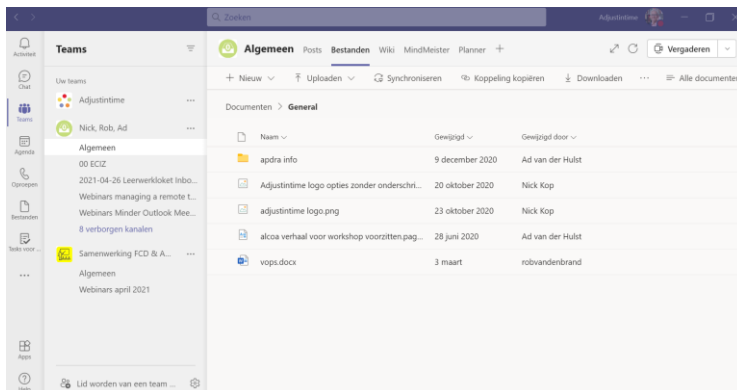 Zoeken
Adjustintime
Activiteit
Chat
Teams
Agenda
Oproepen
Bestanden
Tasks voor ...
Apps
Help
Teams
Uw teams
Adjustintime
Nick, Rob, Ad
Algemeen
00 ECIZ
2021-04-26 Leerwerkloket Inbo...
Webinars managing a remote t...
Webinars Minder Outlook Mee...
8 verborgen kanalen
Samenwerking FCD & A...
Algemeen
Webinars april 2021
Lid worden van een team ...
Algemeen Posts Bestanden Wiki MindMeister Planner
Vergaderen
Nieuw Uploaden Synchroniseren Koppeling kopiëren Downloaden ... Alle documenten
Documenten > General
Naam Gewijzigd Gewijzigd door
apdra info 9 december 2020 Ad van der Hulst
Adjustintime logo opties zonder onderschri... 20 oktober 2020 Nick Kop
adjustintime logo.png 23 oktober 2020 Nick Kop
alcoa verhaal voor workshop voorzitten.pag... 28 juni 2020 Ad van der Hulst
vops.docx 3 maart robvandenbrand